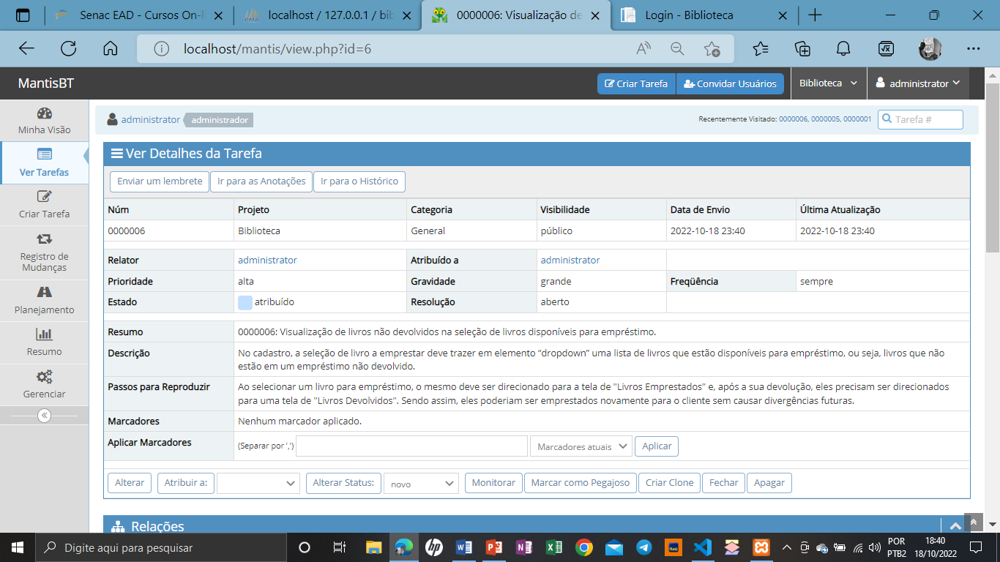 Senac EAD - Cursos On-li
localhost / 127.0.0.1 / bib
0000006: Visualização de
Login - Biblioteca
localhost/mantis/view.php?id=6
MantisBT
Criar Tarefa
Convidar Usuários
Biblioteca
administrator
administrator
administrador
Recentemente Visitado: 0000006, 0000005, 0000001
Tarefa #
Minha Visão
Ver Tarefas
Criar Tarefa
Registro de
Mudanças
Planejamento
Resumo
Gerenciar
Ver Detalhes da Tarefa
Enviar um lembrete
Ir para as Anotações
Ir para o Histórico
Núm Projeto Categoria Visibilidade Data de Envio Última Atualização
0000006 Biblioteca General público 2022-10-18 23:40 2022-10-18 23:40
Relator administrator Atribuído a administrator
Prioridade alta Gravidade grande Freqüência sempre
Estado atribuído Resolução aberto
Resumo 0000006: Visualização de livros não devolvidos na seleção de livros disponíveis para empréstimo.
Descrição No cadastro, a seleção de livro a emprestar deve trazer em elemento “dropdown” uma lista de livros que estão disponíveis para empréstimo, ou seja, livros que não
estão em um empréstimo não devolvido.
Passos para Reproduzir Ao selecionar um livro para empréstimo, o mesmo deve ser direcionado para a tela de "Livros Emprestados" e, após a sua devolução, eles precisam ser direcionados
para uma tela de "Livros Devolvidos". Sendo assim, eles poderiam ser emprestados novamente para o cliente sem causar divergências futuras.
Marcadores Nenhum marcador aplicado.
Aplicar Marcadores (Separar por ',') Marcadores atuais Aplicar
Alterar Atribuir a: Alterar Status: novo Monitorar Marcar como Pegajoso Criar Clone Fechar Apagar
Relações
Digite aqui para pesquisar
POR
PTB2
18:40
18/10/2022